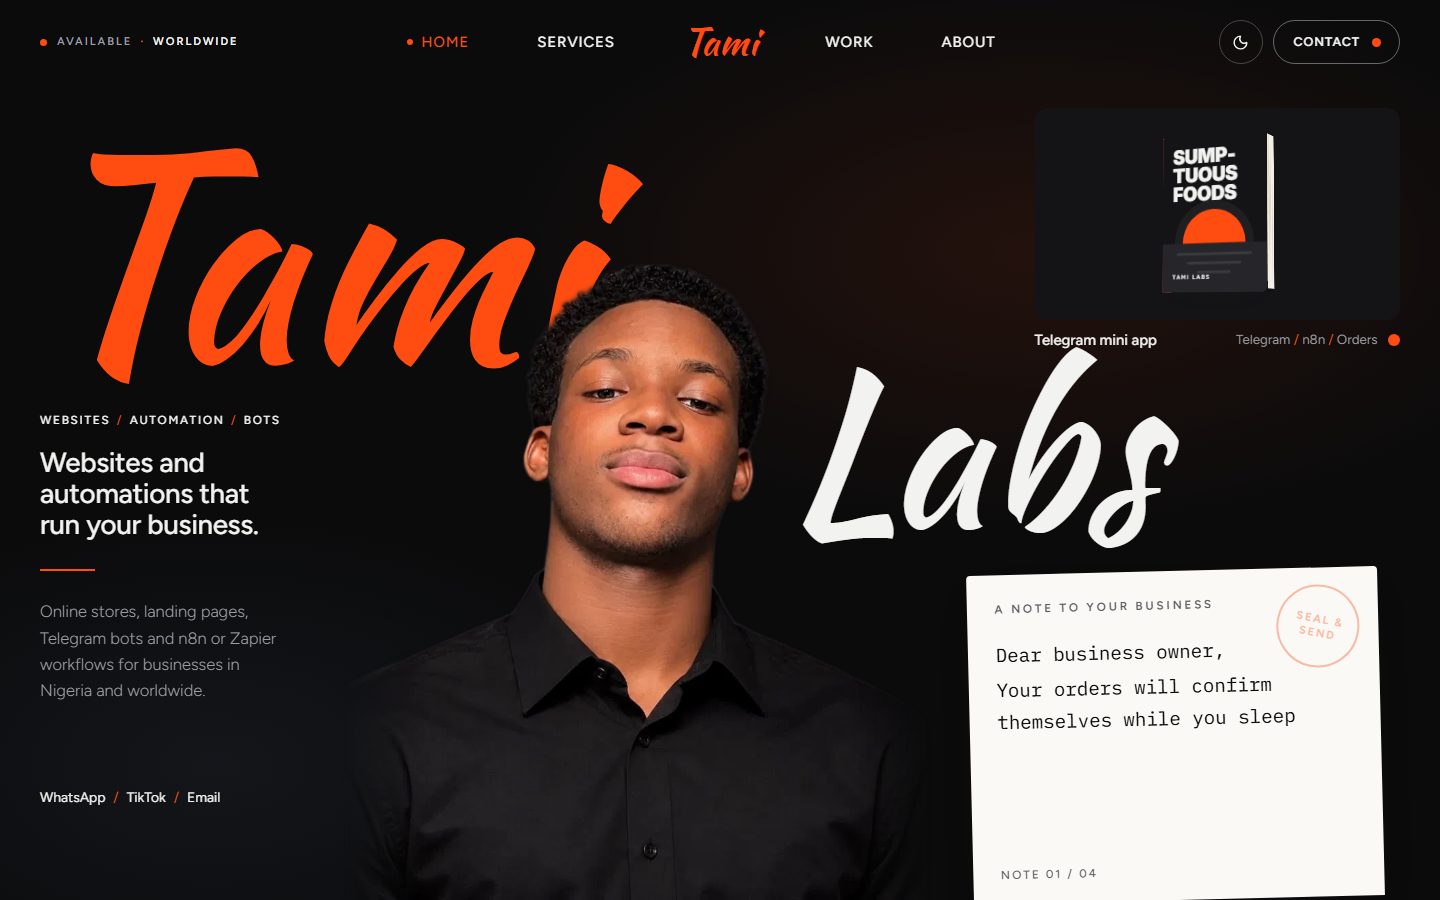 AVAILABLE · WORLDWIDE
HOME
SERVICES
Tami
WORK
ABOUT
CONTACT
Tami
SUMP-
TUOUS
FOODS
TAMI LABS
Telegram mini app
Telegram / n8n / Orders
Labs
WEBSITES / AUTOMATION / BOTS
Websites and
automations that
run your business.
Online stores, landing pages,
Telegram bots and n8n or Zapier
workflows for businesses in
Nigeria and worldwide.
WhatsApp / TikTok / Email
A NOTE TO YOUR BUSINESS
SEAL &
SEND
Dear business owner,
Your orders will confirm
themselves while you sleep
NOTE 01 / 04